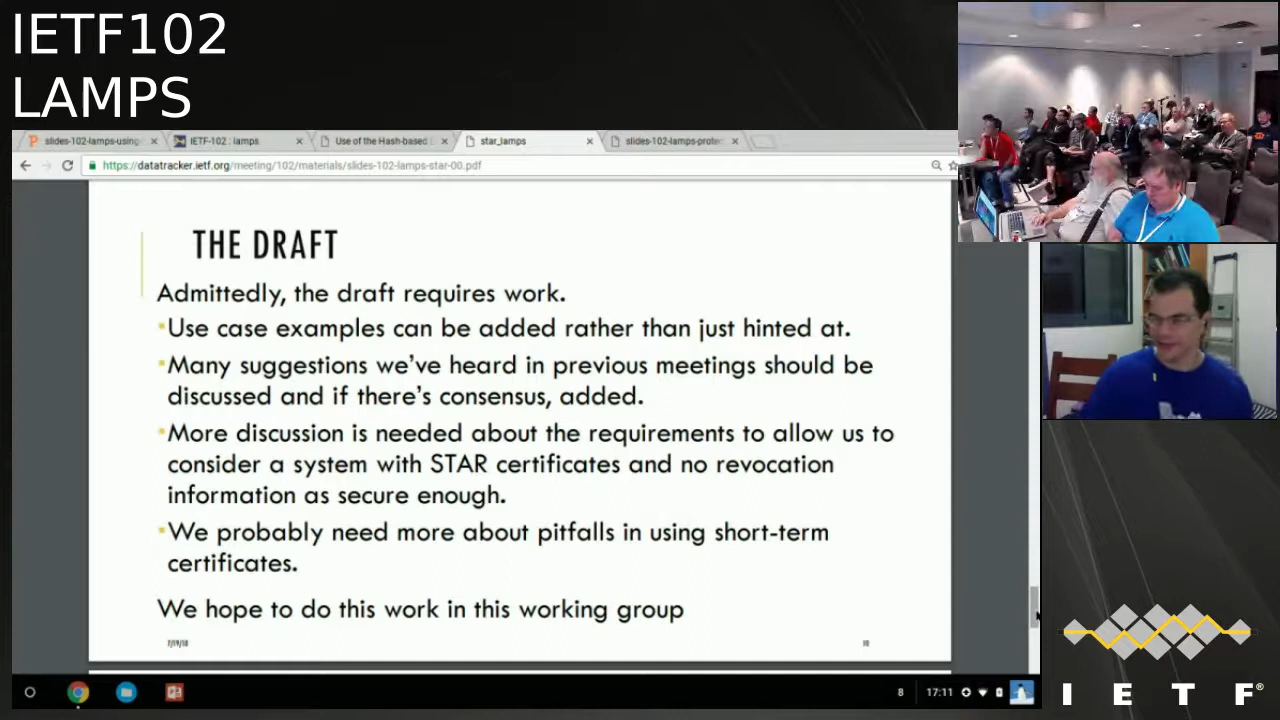 IETF102
LAMPS
slides-102-lamps-using-
IETF-102 : lamps
Use of the Hash-based
star_lamps
slides-102-lamps-prote
https://datatracker.ietf.org/meeting/102/materials/slides-102-lamps-star-00.pdf
THE DRAFT
Admittedly, the draft requires work.
▪Use case examples can be added rather than just hinted at.
▪Many suggestions we’ve heard in previous meetings should be
discussed and if there’s consensus, added.
▪More discussion is needed about the requirements to allow us to
consider a system with STAR certificates and no revocation
information as secure enough.
▪We probably need more about pitfalls in using short-term
certificates.
We hope to do this work in this working group
7/19/18
10
8
17:11
I E T F®